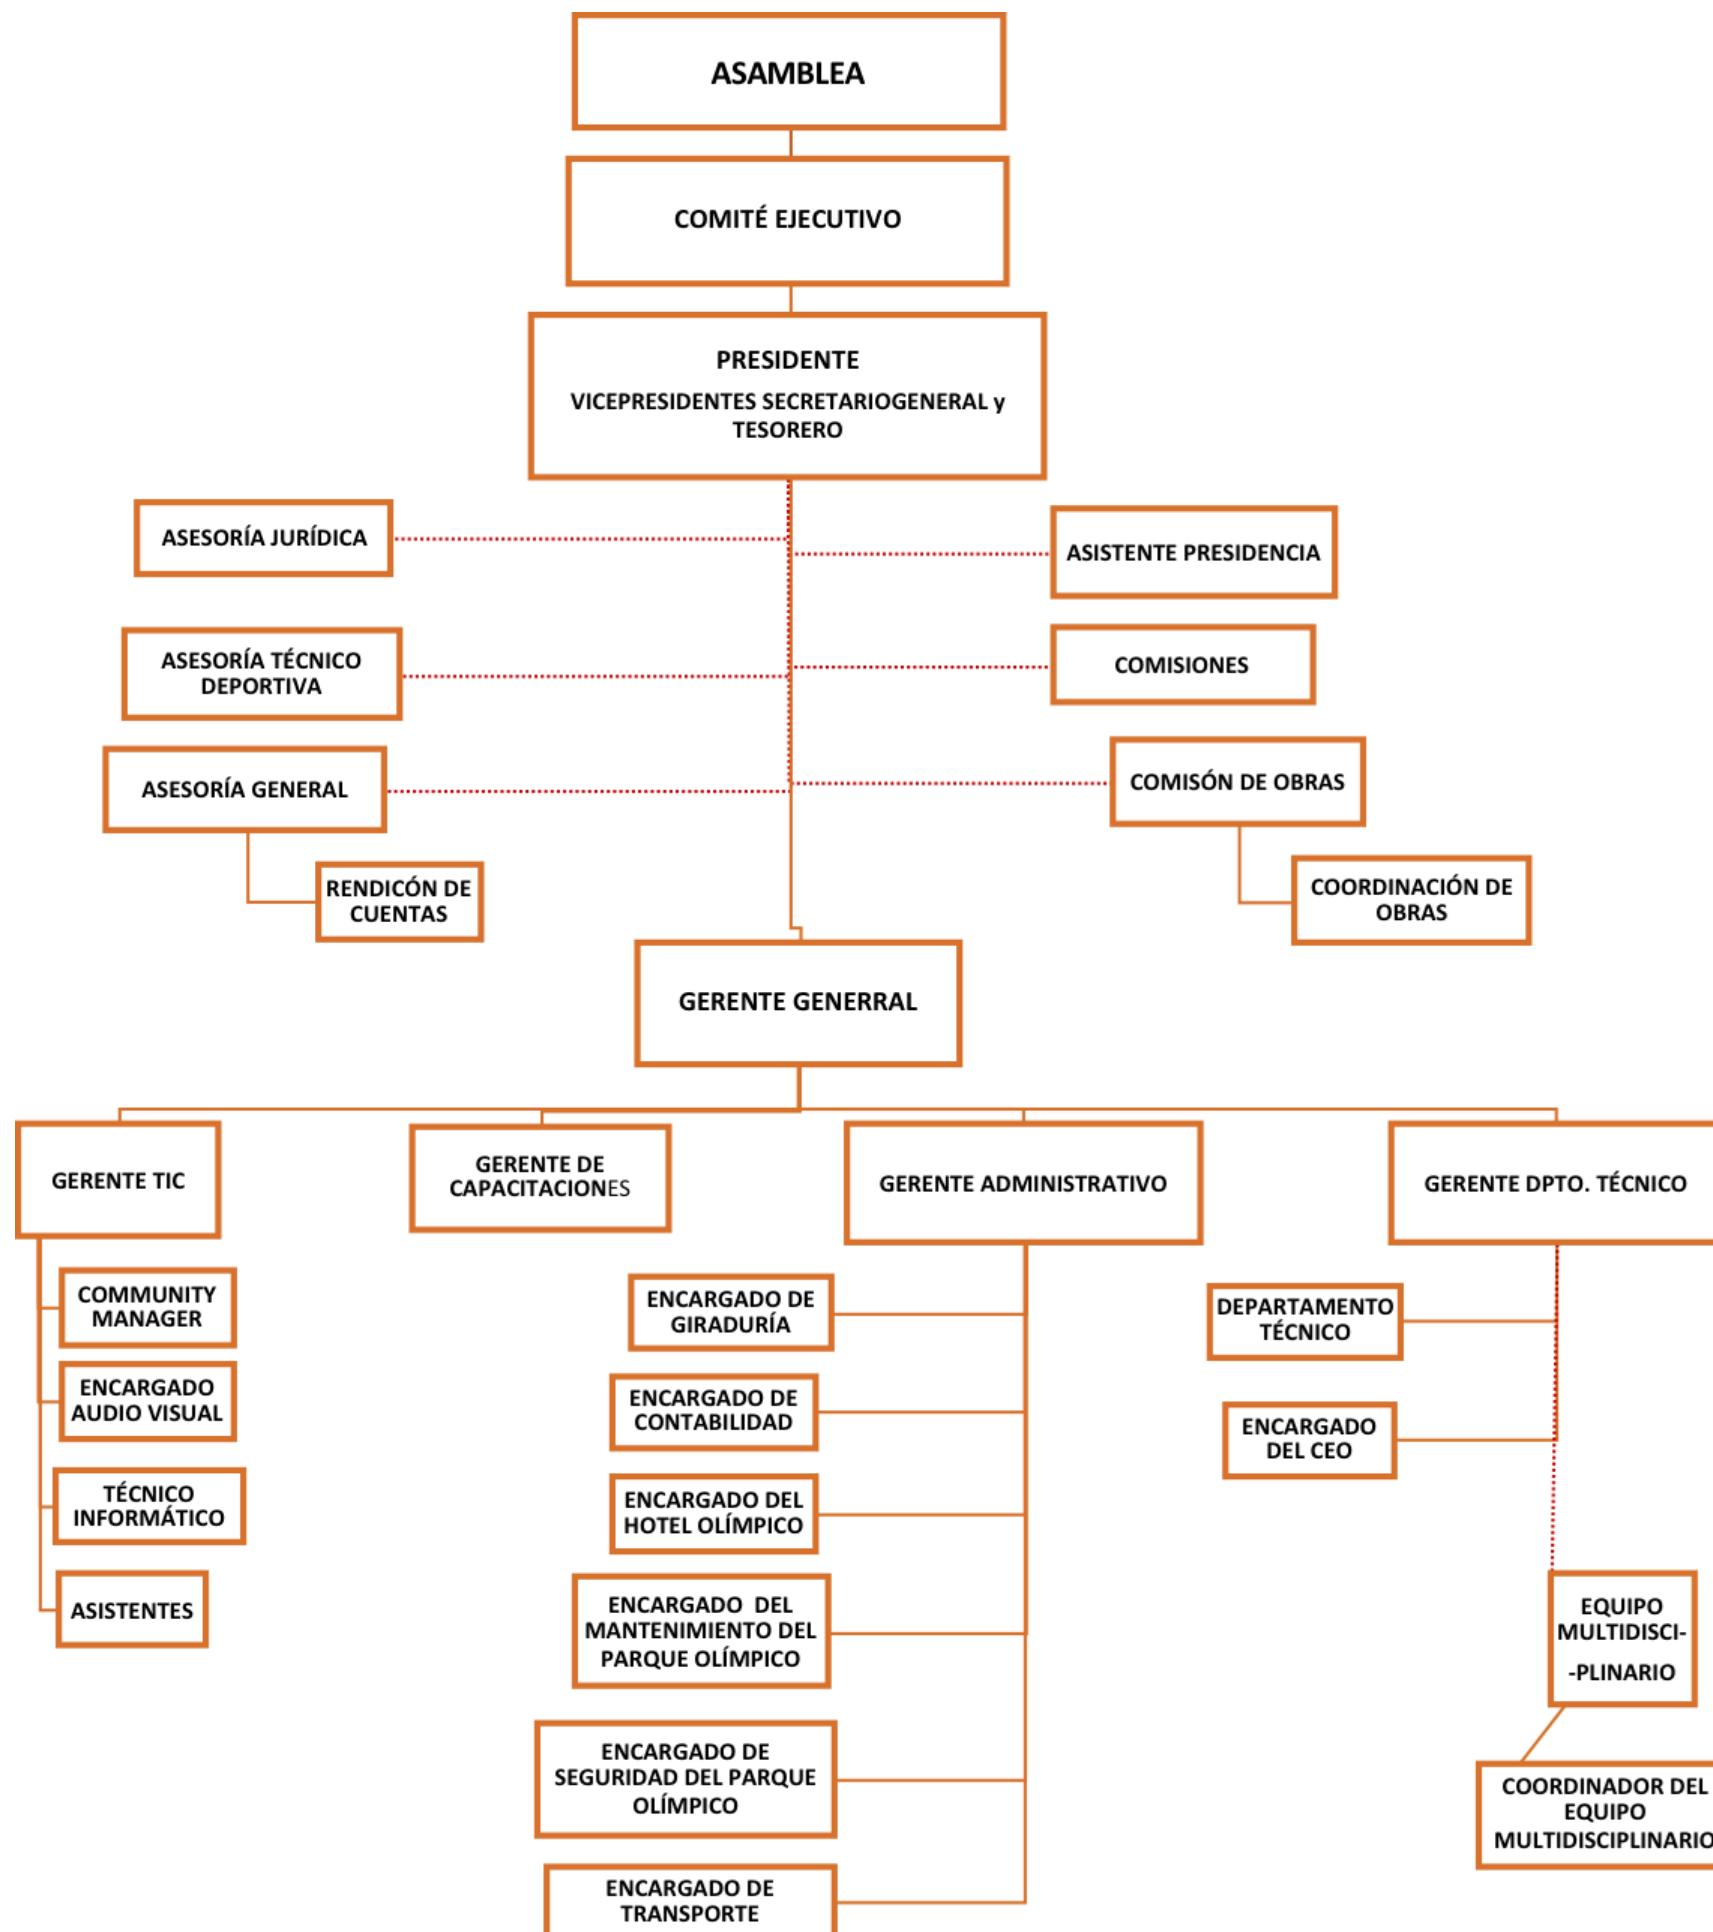 ASAMBLEA
COMITÉ EJECUTIVO
PRESIDENTE
VICEPRESIDENTES SECRETARIOGENERAL y
TESORERO
ASESORÍA JURÍDICA
ASISTENTE PRESIDENCIA
ASESORÍA TÉCNICO
DEPORTIVA
COMISIONES
ASESORÍA GENERAL
COMISÓN DE OBRAS
RENDICÓN DE
CUENTAS
COORDINACIÓN DE
OBRAS
GERENTE GENERRAL
GERENTE TIC
GERENTE DE
CAPACITACIONES
GERENTE ADMINISTRATIVO
GERENTE DPTO. TÉCNICO
COMMUNITY
MANAGER
ENCARGADO
AUDIO VISUAL
TÉCNICO
INFORMÁTICO
ASISTENTES
ENCARGADO DE
GIRADURÍA
ENCARGADO DE
CONTABILIDAD
ENCARGADO DEL
HOTEL OLÍMPICO
ENCARGADO  DEL
MANTENIMIENTO DEL
PARQUE OLÍMPICO
ENCARGADO DE
SEGURIDAD DEL PARQUE
OLÍMPICO
ENCARGADO DE
TRANSPORTE
DEPARTAMENTO
TÉCNICO
ENCARGADO
DEL CEO
EQUIPO
MULTIDISCI-
-PLINARIO
COORDINADOR DEL
EQUIPO
MULTIDISCIPLINARIO